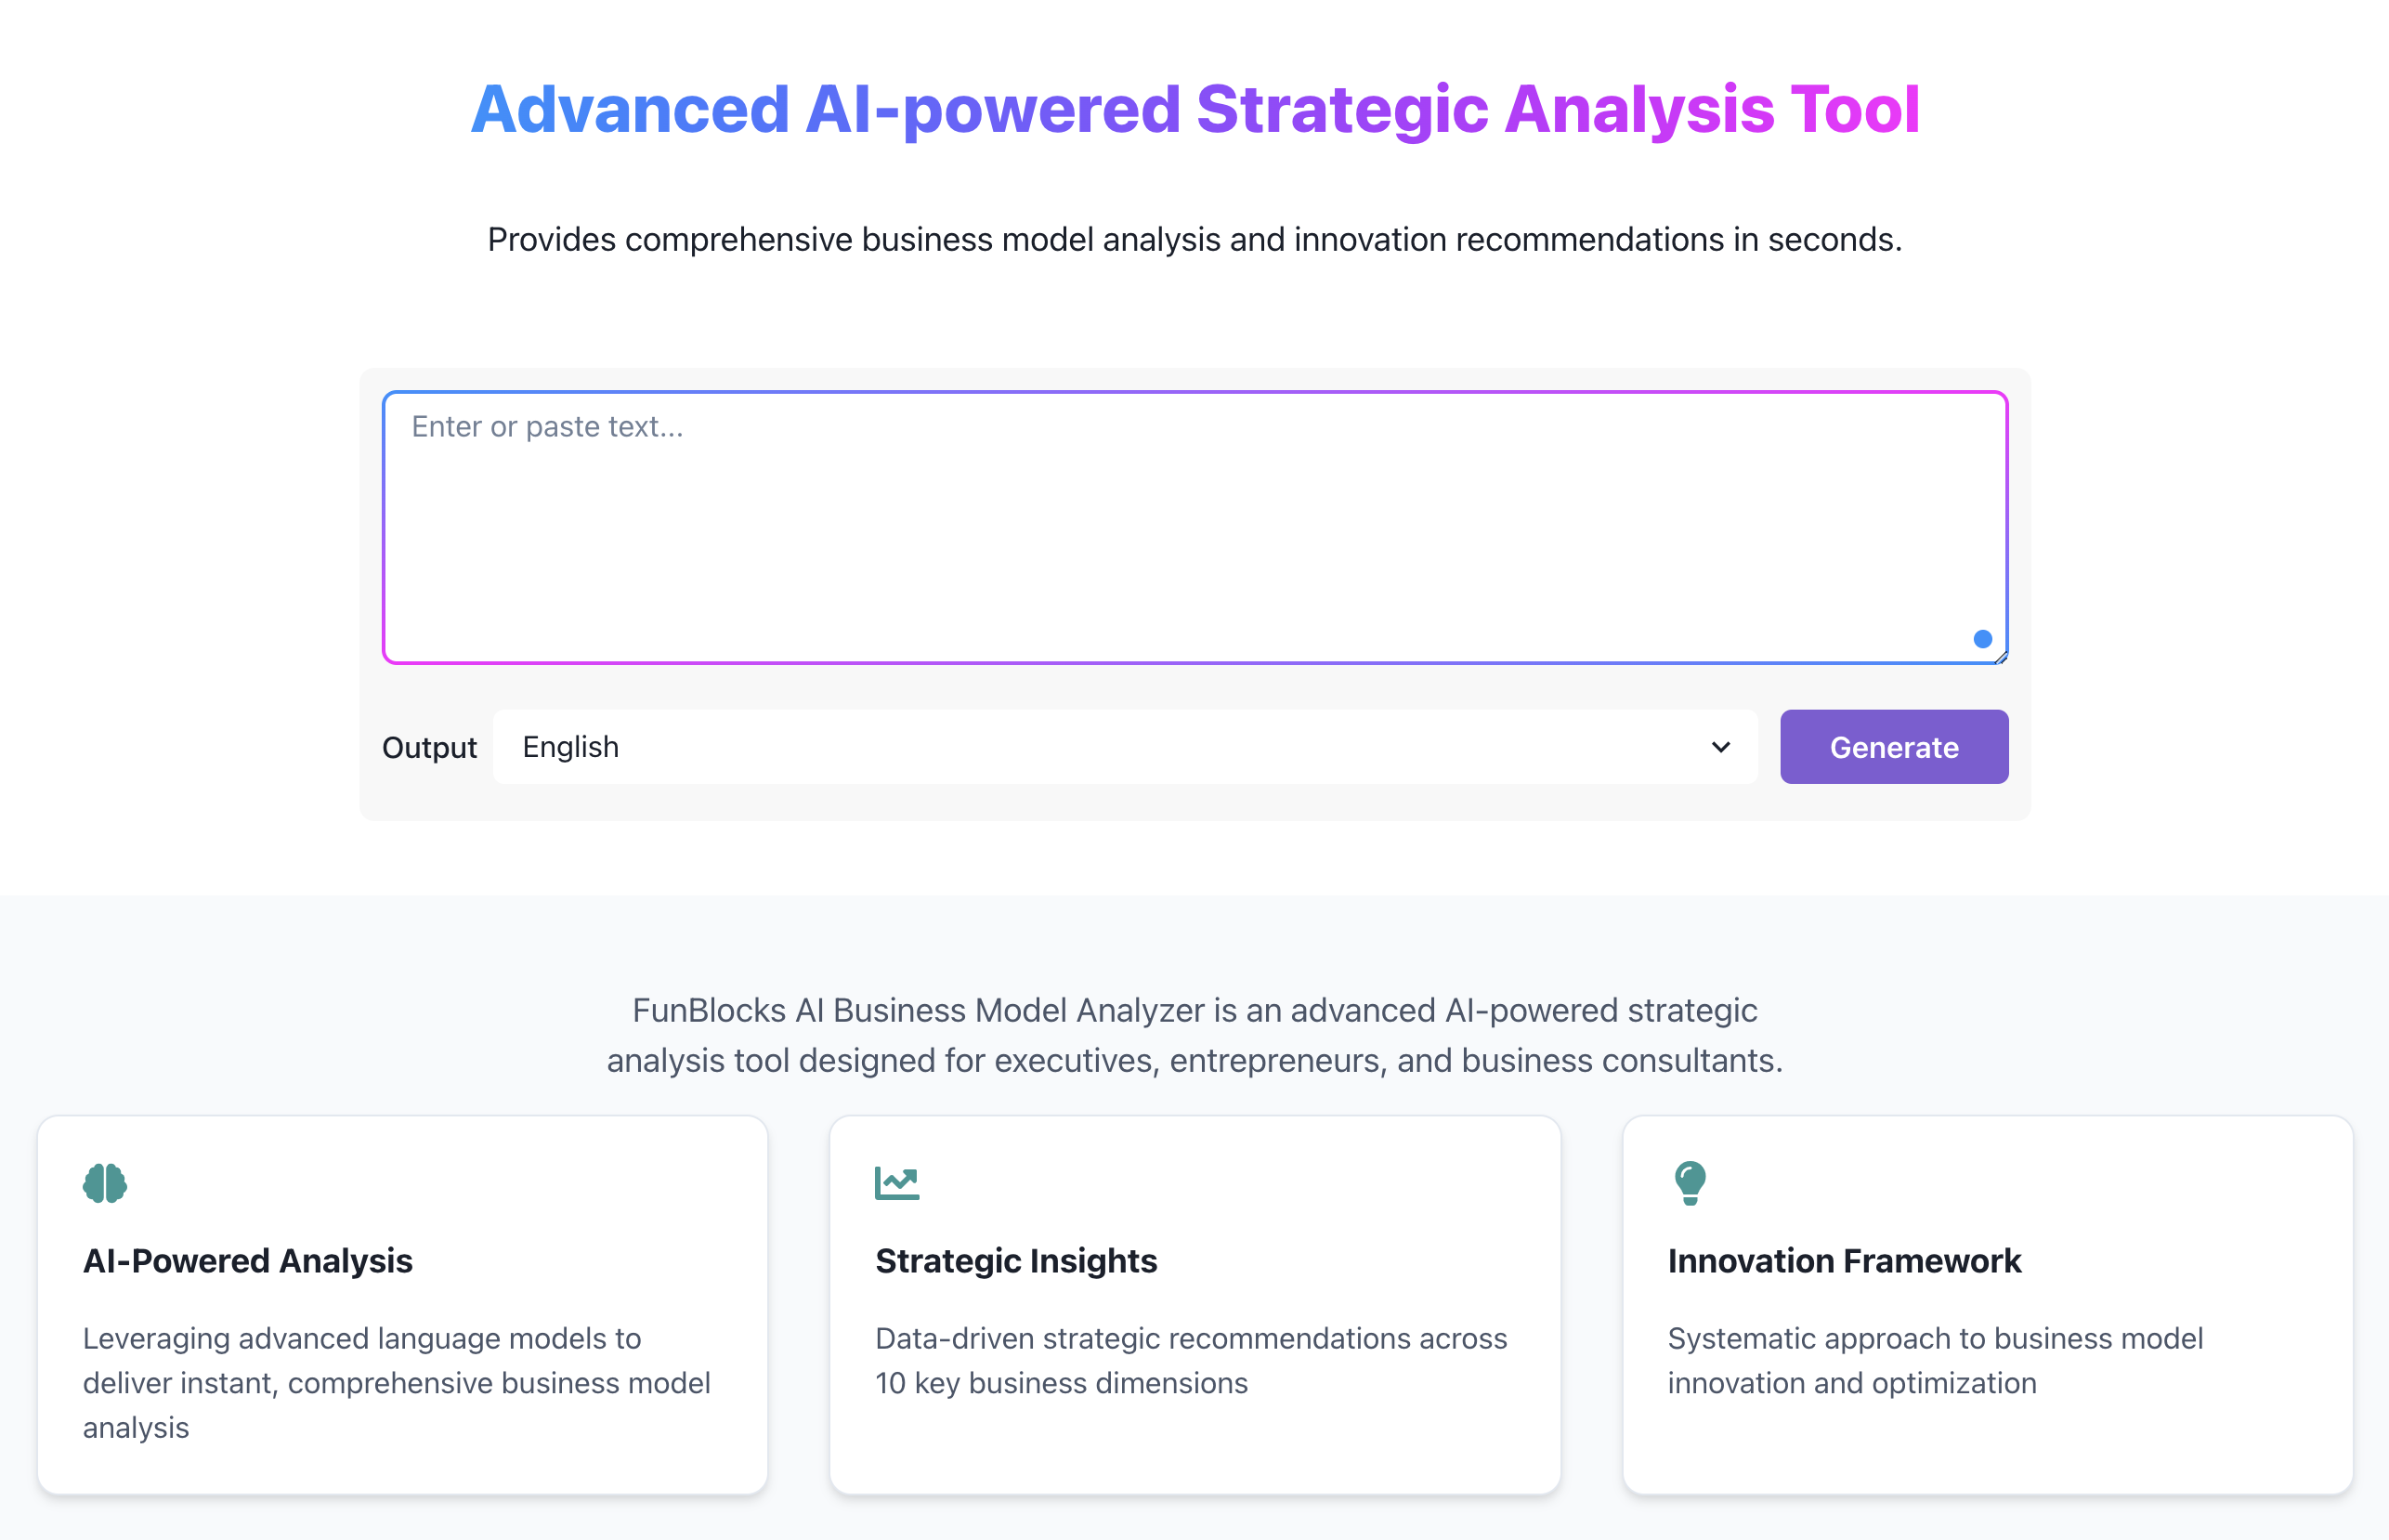 Advanced AI-powered Strategic Analysis Tool
Provides comprehensive business model analysis and innovation recommendations in seconds.
Enter or paste text...
Output
English
Generate
FunBlocks AI Business Model Analyzer is an advanced AI-powered strategic
analysis tool designed for executives, entrepreneurs, and business consultants.
AI-Powered Analysis
Leveraging advanced language models to
deliver instant, comprehensive business model
analysis
Strategic Insights
Data-driven strategic recommendations across
10 key business dimensions
Innovation Framework
Systematic approach to business model
innovation and optimization